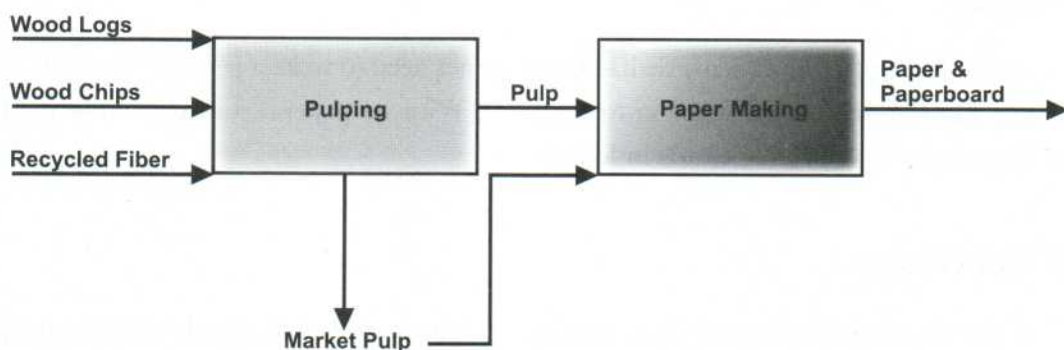 Wood Logs
Wood Chips
Recycled Fiber
Pulping
Pulp
Paper Making
Paper &
Paperboard
Market Pulp